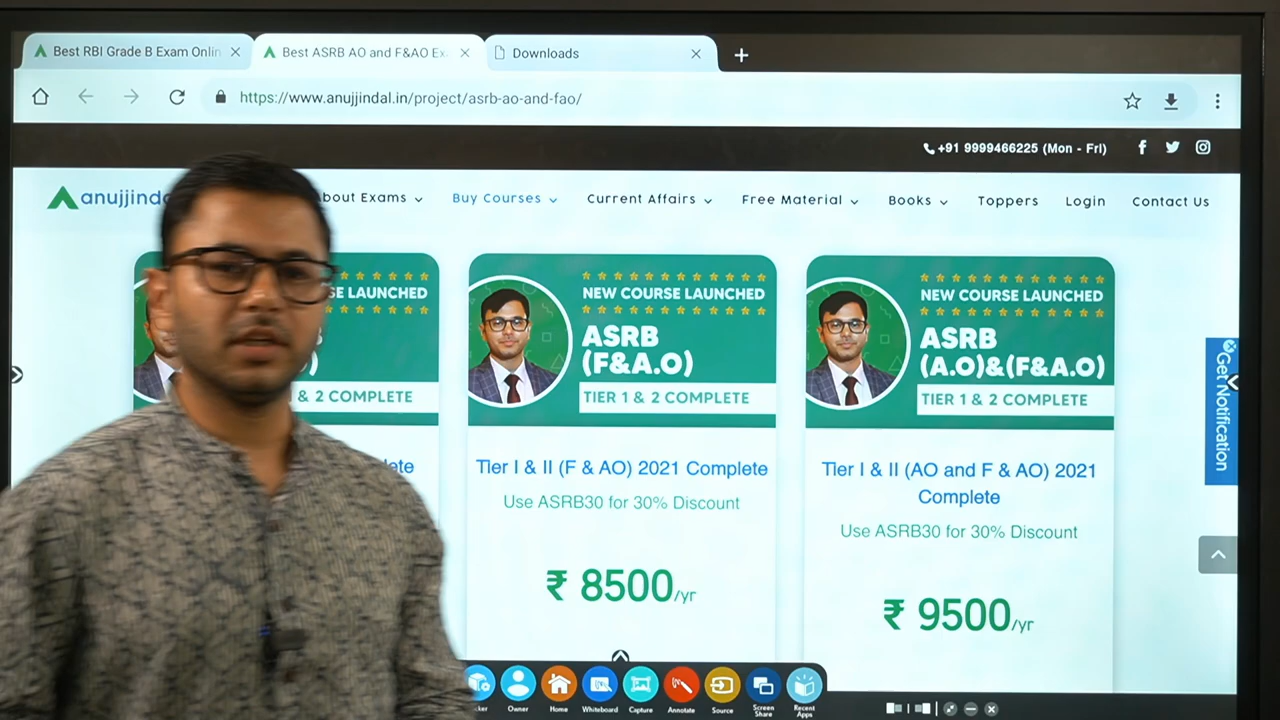 Best RBI Grade B Exam Onlin
Best ASRB AO and F&AO Ex
Downloads
https://www.anujjindal.in/project/asrb-ao-and-fao/
+91 9999466225 (Mon - Fri)
anujjinda
bout Exams
Buy Courses
Current Affairs
Free Material
Books
Toppers
Login
Contact Us
SE LAUNCHED
)
& 2 COMPLETE
NEW COURSE LAUNCHED
ASRB
(F&A.O)
TIER 1 & 2 COMPLETE
Tier I & II (F & AO) 2021 Complete
Use ASRB30 for 30% Discount
₹ 8500/yr
NEW COURSE LAUNCHED
ASRB
(A.O)&(F&A.O)
TIER 1 & 2 COMPLETE
Tier I & II (AO and F & AO) 2021
Complete
Use ASRB30 for 30% Discount
₹ 9500/yr
Get Notification
Owner
Home
Whiteboard
Capture
Annotate
Source
Screen
Share
Recent
Apps